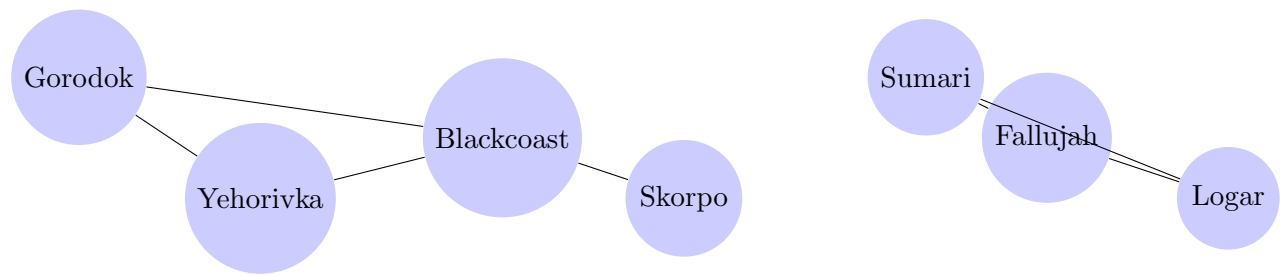 Gorodok
Sumari
Blackcoast
Fallujah
Yehorivka
Skorpo
Logar